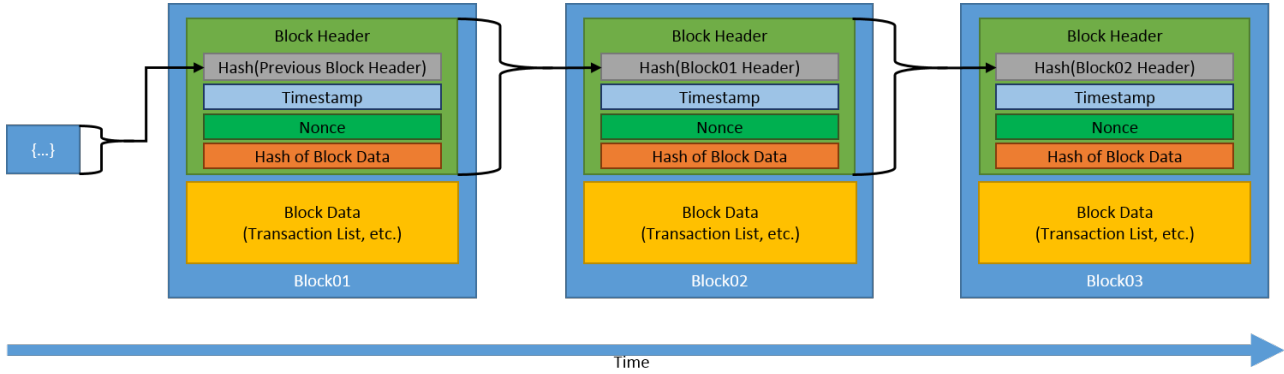 {...}
Block Header
Hash(Previous Block Header)
Timestamp
Nonce
Hash of Block Data
Block Data
(Transaction List, etc.)
Block01
Block Header
Hash(Block01 Header)
Timestamp
Nonce
Hash of Block Data
Block Data
(Transaction List, etc.)
Block02
Block Header
Hash(Block02 Header)
Timestamp
Nonce
Hash of Block Data
Block Data
(Transaction List, etc.)
Block03
Time